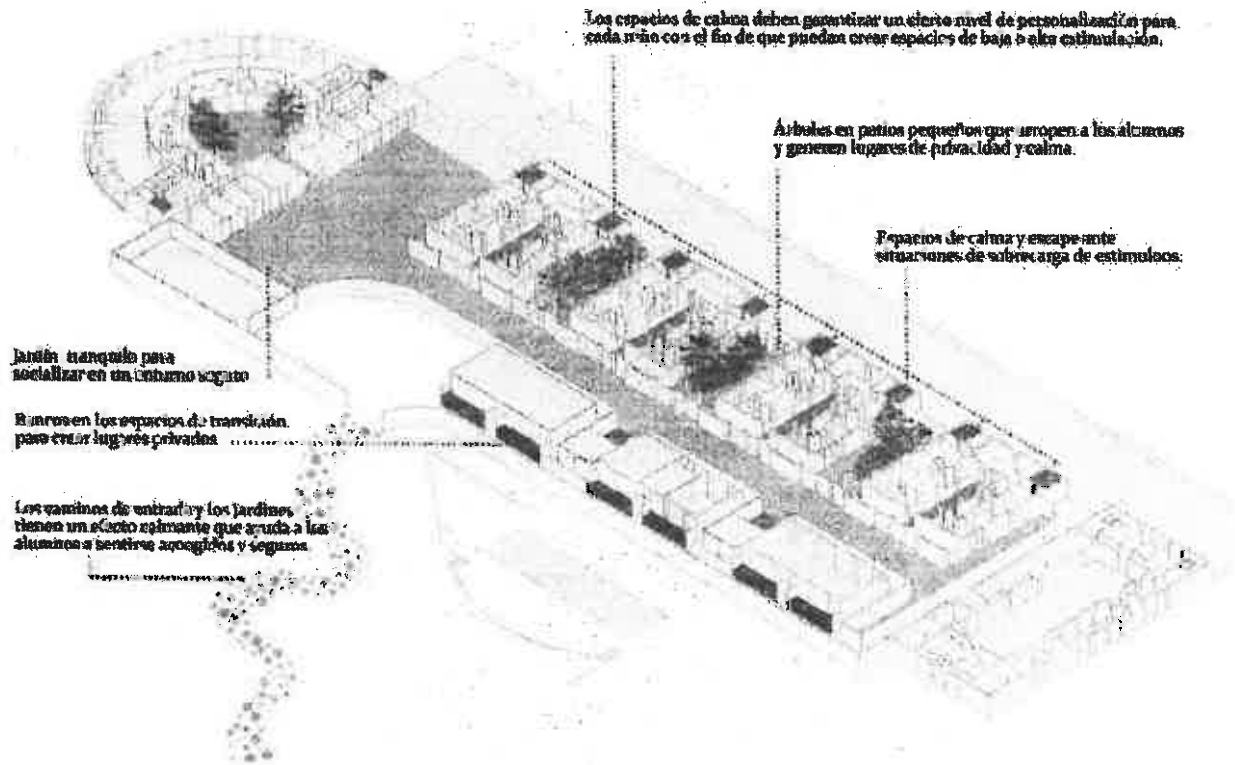 Los espacios de calma deben garantizar un cierto nivel de personalización para
cada niño con el fin de que puedan crear espacios de baja o alta estimulación.
Árboles en patios pequeños que arropen a los alumnos
y generen lugares de privacidad y calma.
Espacios de calma y escape ante
situaciones de sobrecarga de estímulos.
Jardín tranquilo para
socializar en un entorno seguro
Bancos en los espacios de transición
para crear lugares privados
Los caminos de entrada y los jardines
tienen un efecto calmante que ayuda a los
alumnos a sentirse acogidos y seguros